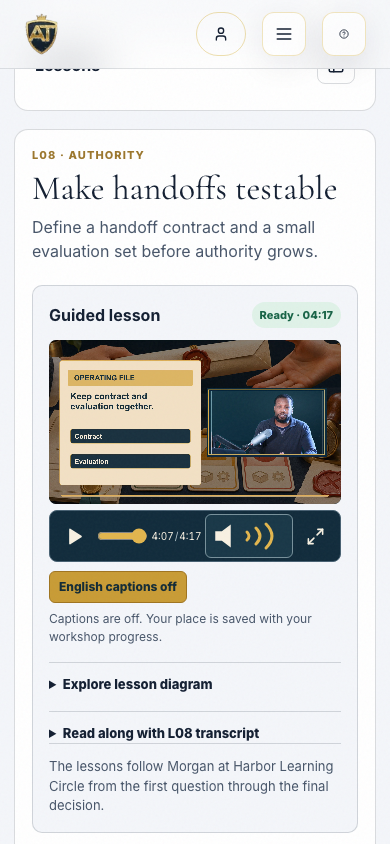 AT
Lessons
L08 · AUTHORITY
Make handoffs testable
Define a handoff contract and a small
evaluation set before authority grows.
Guided lesson
Ready · 04:17
OPERATING FILE
Keep contract and
evaluation together.
Contract
Evaluation
4:07/4:17
English captions off
Captions are off. Your place is saved with your
workshop progress.
Explore lesson diagram
Read along with L08 transcript
The lessons follow Morgan at Harbor Learning
Circle from the first question through the final
decision.